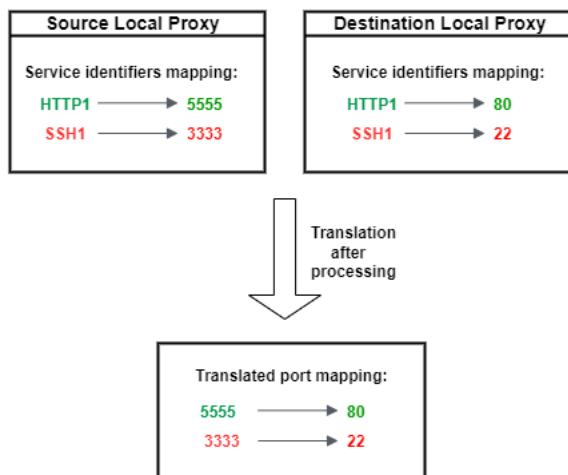 Source Local Proxy
Service identifiers mapping:
HTTP1 5555
SSH1 3333
Destination Local Proxy
Service identifiers mapping:
HTTP1 80
SSH1 22
Translation
after
processing
Translated port mapping:
5555 80
3333 22